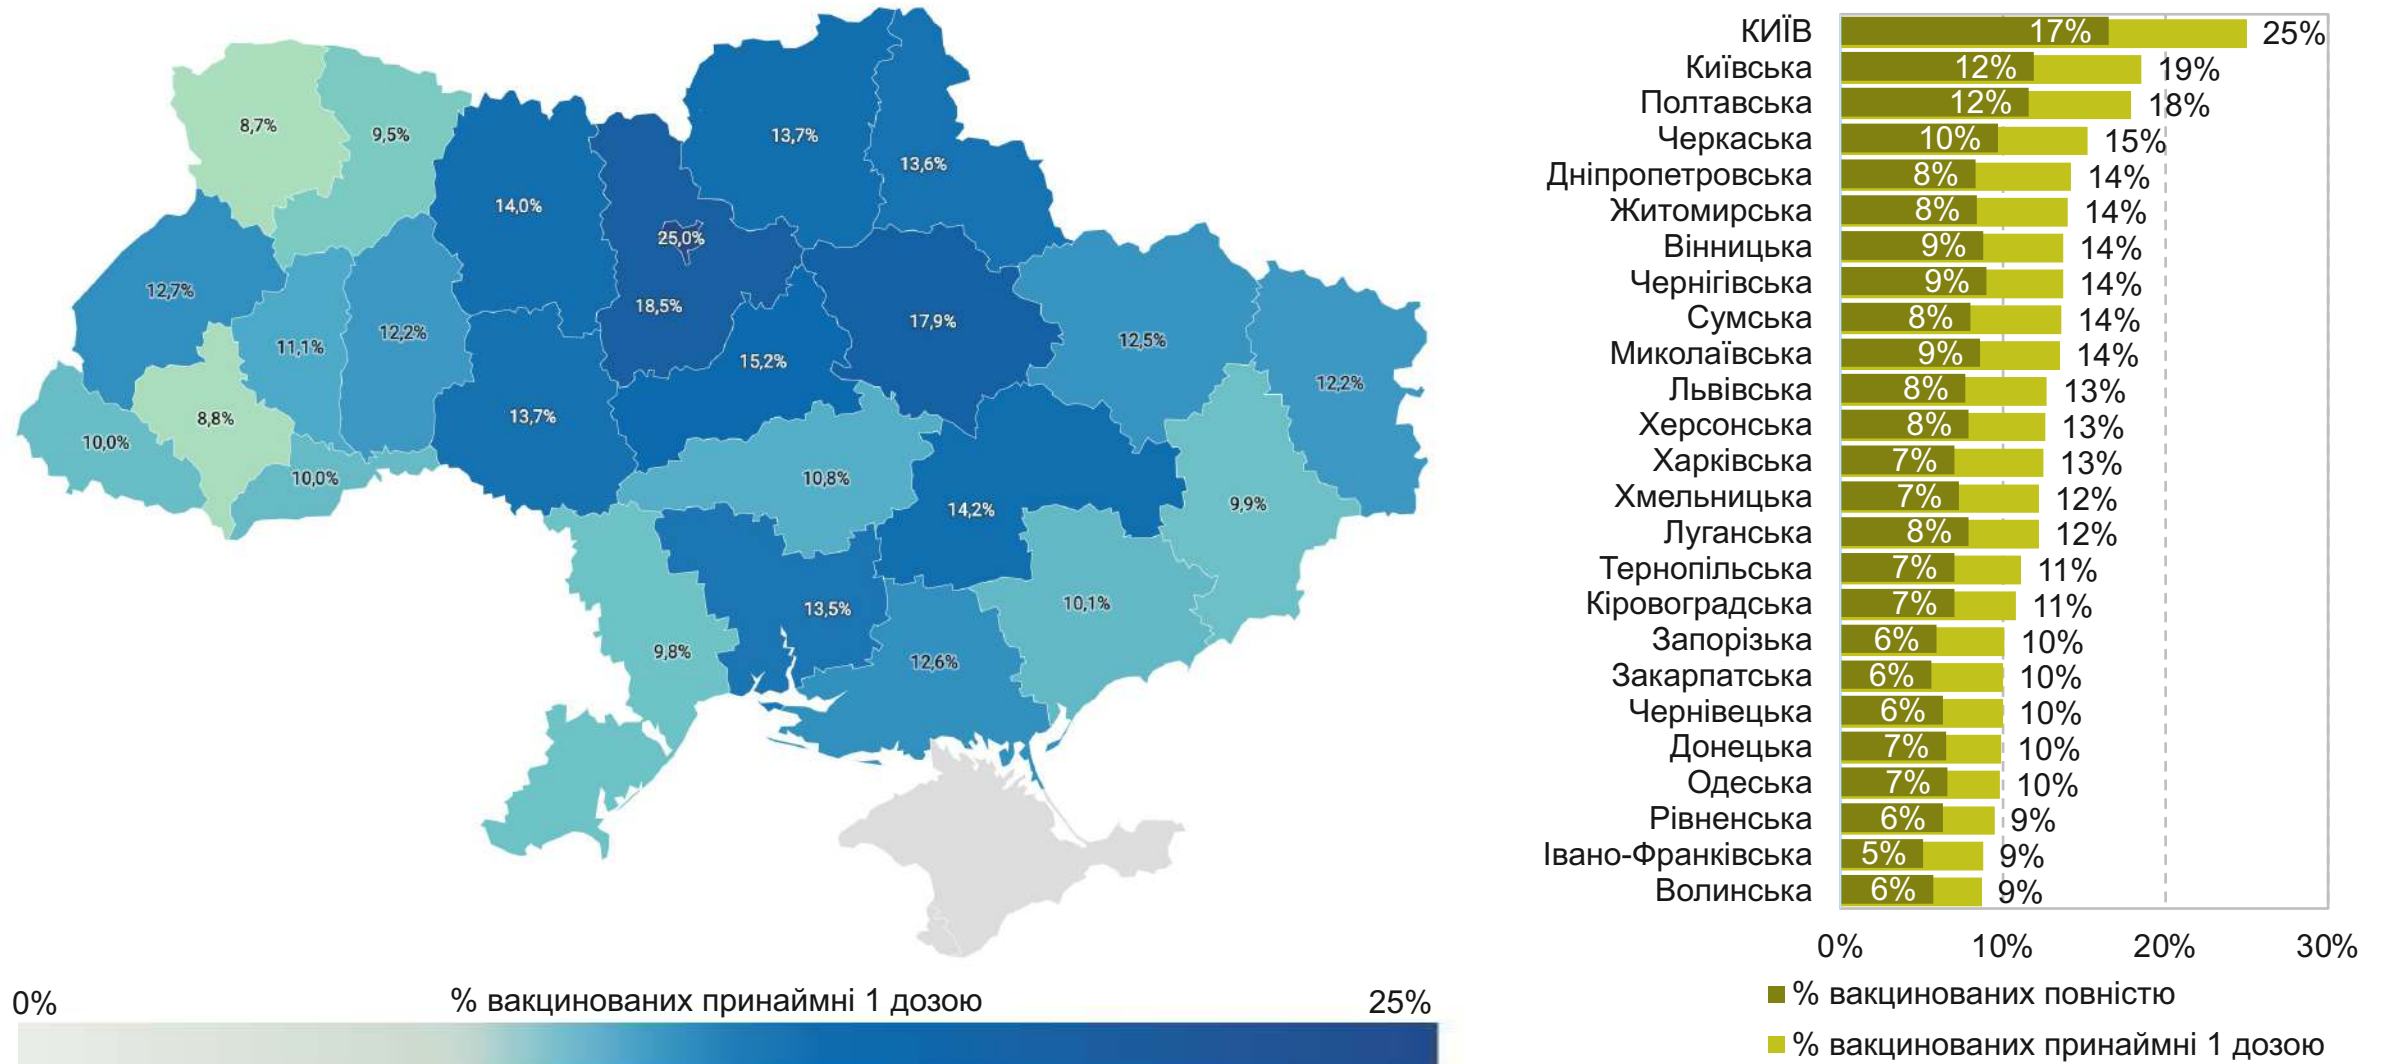 8,7%
9,5%
13,7%
13,6%
14,0%
25,0%
12,7%
18,5%
17,9%
11,1%
12,2%
15,2%
12,5%
12,2%
13,7%
8,8%
10,0%
10,0%
10,8%
14,2%
9,9%
13,5%
10,1%
9,8%
12,6%
0%
% вакцинованих принаймні 1 дозою
25%
КИЇВ 17% 25%
Київська 12% 19%
Полтавська 12% 18%
Черкаська 10% 15%
Дніпропетровська 8% 14%
Житомирська 8% 14%
Вінницька 9% 14%
Чернігівська 9% 14%
Сумська 8% 14%
Миколаївська 9% 14%
Львівська 8% 13%
Херсонська 8% 13%
Харківська 7% 13%
Хмельницька 7% 12%
Луганська 8% 12%
Тернопільська 7% 11%
Кіровоградська 7% 11%
Запорізька 6% 10%
Закарпатська 6% 10%
Чернівецька 6% 10%
Донецька 7% 10%
Одеська 7% 10%
Рівненська 6% 9%
Івано-Франківська 5% 9%
Волинська 6% 9%
0% 10% 20% 30%
% вакцинованих повністю
% вакцинованих принаймні 1 дозою